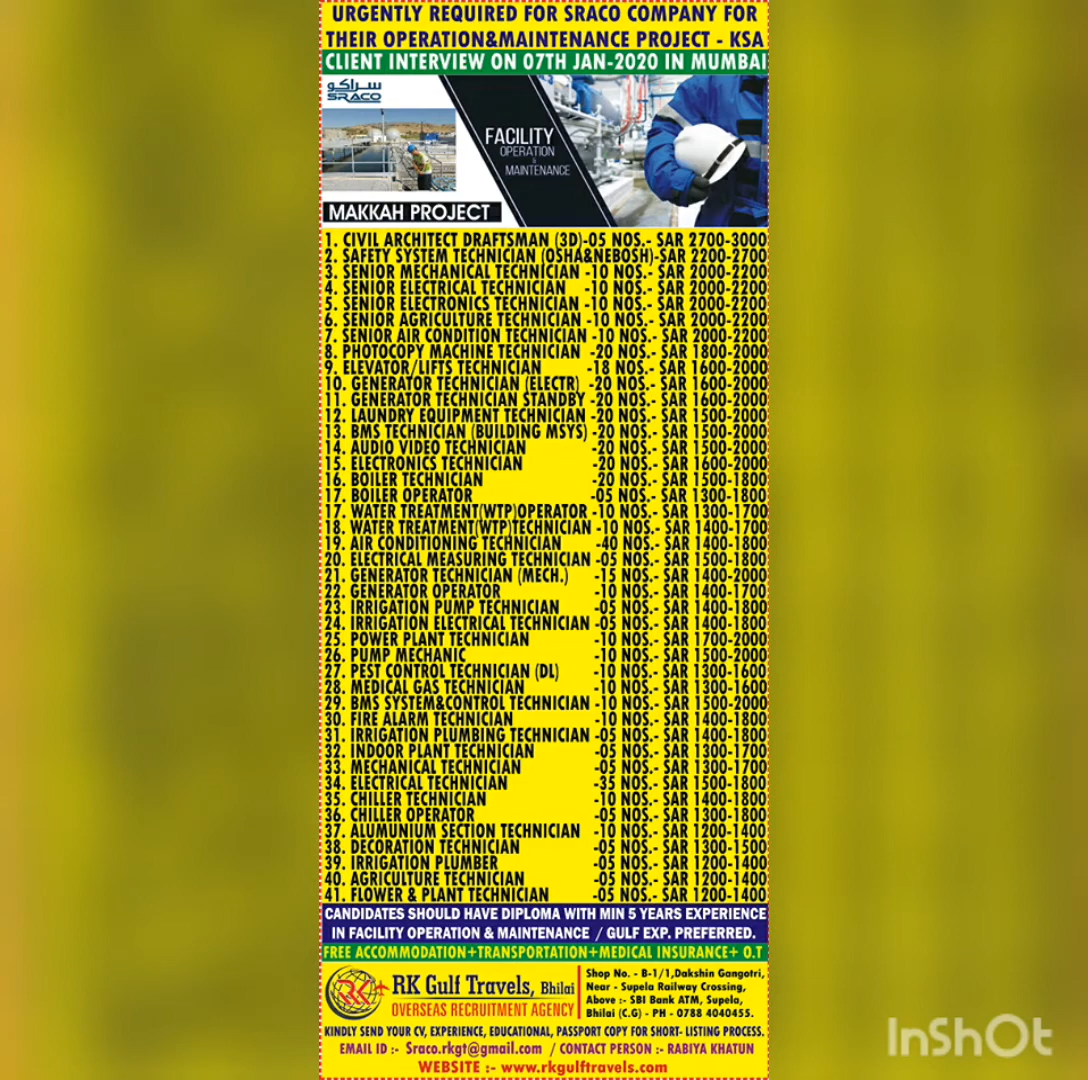 URGENTLY REQUIRED FOR SRACO COMPANY FOR
THEIR OPERATION&MAINTENANCE PROJECT - KSA
CLIENT INTERVIEW ON 07TH JAN-2020 IN MUMBAI
سراكو
SRACO
FACILITY
OPERATION
&
MAINTENANCE
MAKKAH PROJECT
1. CIVIL ARCHITECT DRAFTSMAN (3D)-05 NOS.- SAR 2700-3000
2. SAFETY SYSTEM TECHNICIAN (OSHA&NEBOSH)-SAR 2200-2700
3. SENIOR MECHANICAL TECHNICIAN -10 NOS.- SAR 2000-2200
4. SENIOR ELECTRICAL TECHNICIAN -10 NOS.- SAR 2000-2200
5. SENIOR ELECTRONICS TECHNICIAN -10 NOS.- SAR 2000-2200
6. SENIOR AGRICULTURE TECHNICIAN -10 NOS.- SAR 2000-2200
7. SENIOR AIR CONDITION TECHNICIAN -10 NOS.- SAR 2000-2200
8. PHOTOCOPY MACHINE TECHNICIAN -20 NOS.- SAR 1800-2000
9. ELEVATOR/LIFTS TECHNICIAN -18 NOS.- SAR 1600-2000
10. GENERATOR TECHNICIAN (ELECTR) -20 NOS.- SAR 1600-2000
11. GENERATOR TECHNICIAN STANDBY -20 NOS.- SAR 1600-2000
12. LAUNDRY EQUIPMENT TECHNICIAN -20 NOS.- SAR 1500-2000
13. BMS TECHNICIAN (BUILDING MSYS) -20 NOS.- SAR 1500-2000
14. AUDIO VIDEO TECHNICIAN -20 NOS.- SAR 1500-2000
15. ELECTRONICS TECHNICIAN -20 NOS.- SAR 1600-2000
16. BOILER TECHNICIAN -20 NOS.- SAR 1500-1800
17. BOILER OPERATOR -05 NOS.- SAR 1300-1800
17. WATER TREATMENT(WTP)OPERATOR -10 NOS.- SAR 1300-1700
18. WATER TREATMENT(WTP)TECHNICIAN -10 NOS.- SAR 1400-1700
19. AIR CONDITIONING TECHNICIAN -40 NOS.- SAR 1400-1800
20. ELECTRICAL MEASURING TECHNICIAN -05 NOS.- SAR 1500-1800
21. GENERATOR TECHNICIAN (MECH.) -15 NOS.- SAR 1400-2000
22. GENERATOR OPERATOR -10 NOS.- SAR 1400-1700
23. IRRIGATION PUMP TECHNICIAN -05 NOS.- SAR 1400-1800
24. IRRIGATION ELECTRICAL TECHNICIAN -05 NOS.- SAR 1400-1800
25. POWER PLANT TECHNICIAN -10 NOS.- SAR 1700-2000
26. PUMP MECHANIC -10 NOS.- SAR 1500-2000
27. PEST CONTROL TECHNICIAN (DL) -10 NOS.- SAR 1300-1600
28. MEDICAL GAS TECHNICIAN -10 NOS.- SAR 1300-1600
29. BMS SYSTEM&CONTROL TECHNICIAN -10 NOS.- SAR 1500-2000
30. FIRE ALARM TECHNICIAN -10 NOS.- SAR 1400-1800
31. IRRIGATION PLUMBING TECHNICIAN -05 NOS.- SAR 1400-1800
32. INDOOR PLANT TECHNICIAN -05 NOS.- SAR 1300-1700
33. MECHANICAL TECHNICIAN -05 NOS.- SAR 1300-1700
34. ELECTRICAL TECHNICIAN -35 NOS.- SAR 1500-1800
35. CHILLER TECHNICIAN -10 NOS.- SAR 1400-1800
36. CHILLER OPERATOR -05 NOS.- SAR 1300-1800
37. ALUMUNIUM SECTION TECHNICIAN -10 NOS.- SAR 1200-1400
38. DECORATION TECHNICIAN -05 NOS.- SAR 1300-1500
39. IRRIGATION PLUMBER -05 NOS.- SAR 1200-1400
40. AGRICULTURE TECHNICIAN -05 NOS.- SAR 1200-1400
41. FLOWER & PLANT TECHNICIAN -05 NOS.- SAR 1200-1400
CANDIDATES SHOULD HAVE DIPLOMA WITH MIN 5 YEARS EXPERIENCE
IN FACILITY OPERATION & MAINTENANCE / GULF EXP. PREFERRED.
FREE ACCOMMODATION+TRANSPORTATION+MEDICAL INSURANCE+ O.T
RK
RK Gulf Travels, Bhilai
OVERSEAS RECRUITMENT AGENCY
Shop No. - B-1/1,Dakshin Gangotri,
Near - Supela Railway Crossing,
Above :- SBI Bank ATM, Supela,
Bhilai (C.G) - PH - 0788 4040455.
KINDLY SEND YOUR CV, EXPERIENCE, EDUCATIONAL, PASSPORT COPY FOR SHORT- LISTING PROCESS.
EMAIL ID :- Sraco.rkgt@gmail.com / CONTACT PERSON :- RABIYA KHATUN
WEBSITE :- www.rkgulftravels.com
InShOt